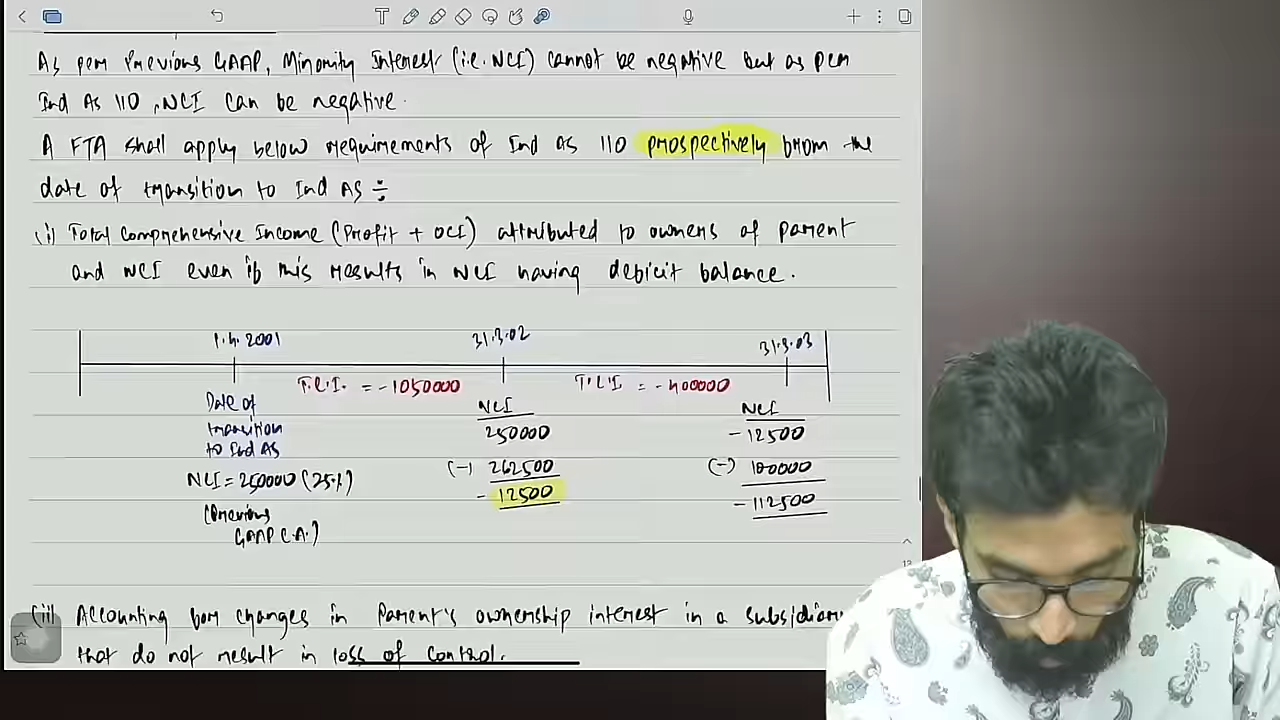 As per Previous GAAP, Minority Interest (i.e. NCI) cannot be negative but as per
Ind As 110, NCI can be negative.
A FTA shall apply below requirements of Ind As 110 prospectively from the
date of transition to Ind AS ÷
(i) Total Comprehensive Income (Profit + OCI) attributed to owners of parent
and NCI even if this results in NCI having deficit balance.
1.4.2001 31.3.02 31.3.03
T.C.I. = -1050000 T.C.I. = -400000
Date of
transition
to Ind AS
NCI = 250000 (25%)
(Previous
GAAP C.A.)
NCI
250000
(-) 262500
- 12500
NCI
- 12500
(-) 100000
- 112500
(ii) Accounting for changes in Parent's ownership interest in a subsidiary
that do not result in loss of control.